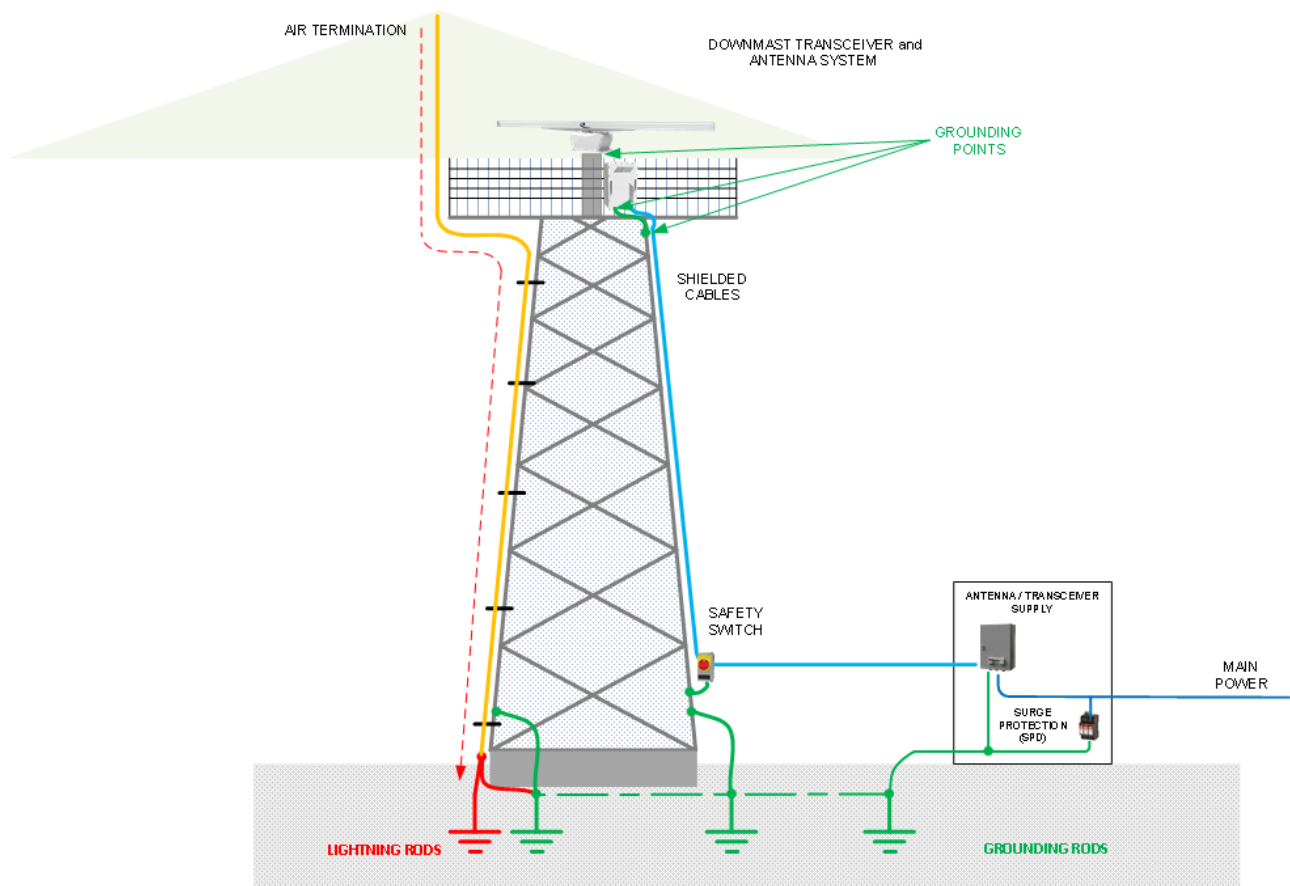 AIR TERMINATION
DOWNMAST TRANSCEIVER and
ANTENNA SYSTEM
GROUNDING
POINTS
SHIELDED
CABLES
SAFETY
SWITCH
ANTENNA / TRANSCEIVER
SUPPLY
MAIN
POWER
SURGE
PROTECTION
(SPD)
LIGHTNING RODS
GROUNDING RODS